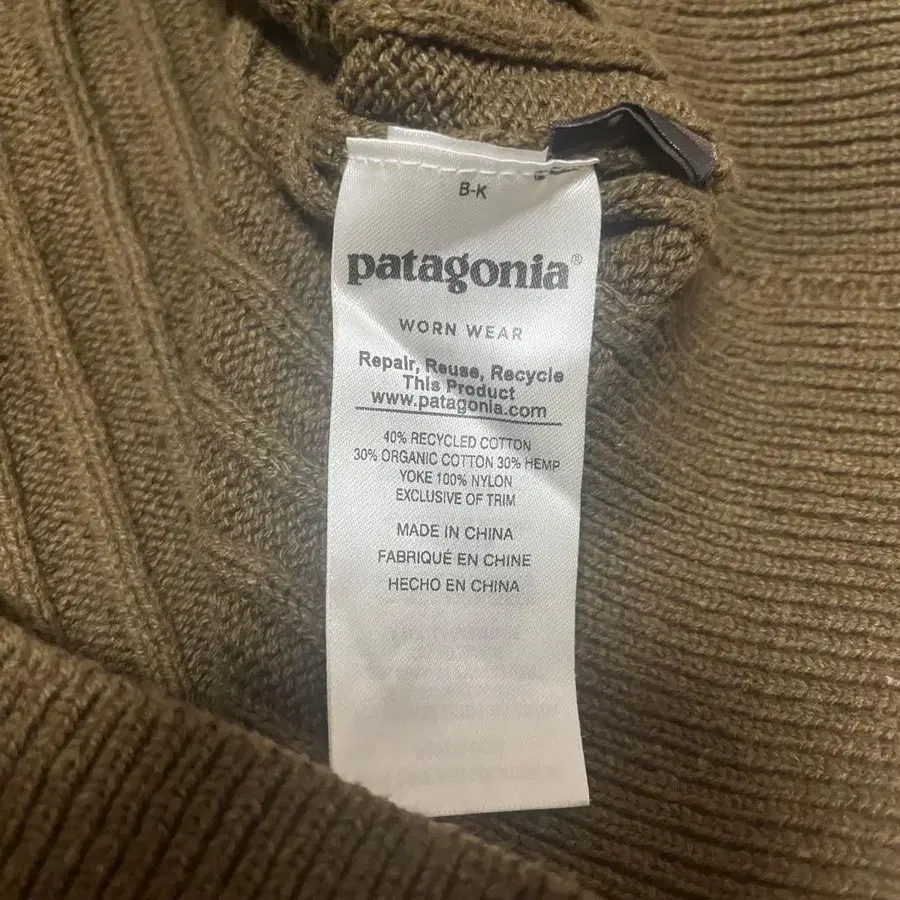 B-K
patagonia®
WORN WEAR
Repair, Reuse, Recycle
This Product
www.patagonia.com
40% RECYCLED COTTON
30% ORGANIC COTTON 30% HEMP
YOKE 100% NYLON
EXCLUSIVE OF TRIM
MADE IN CHINA
FABRIQUÉ EN CHINE
HECHO EN CHINA